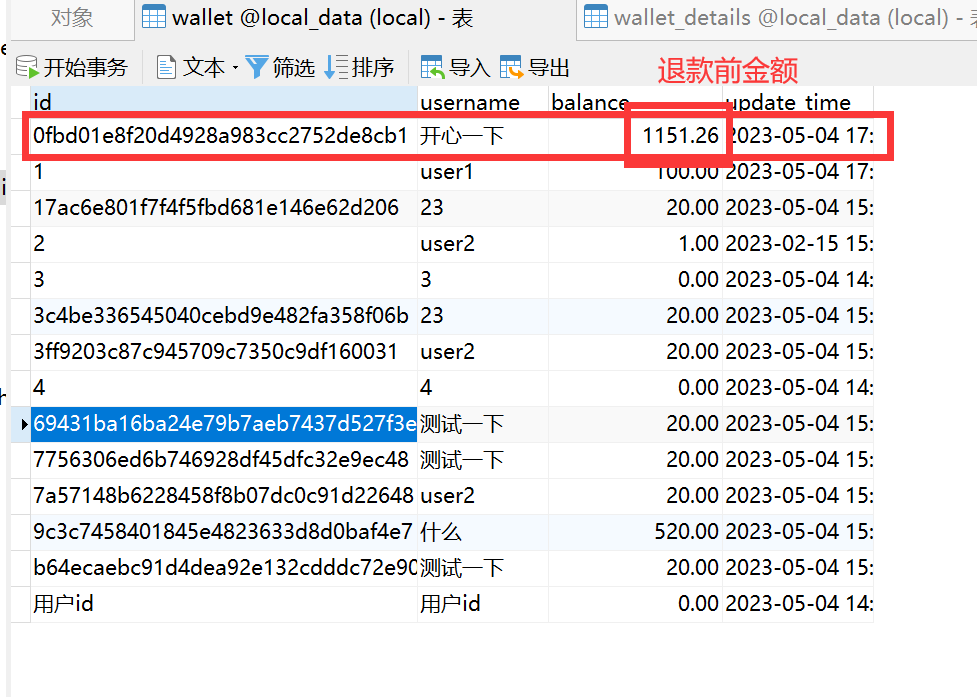 对象
wallet @local_data (local) - 表
wallet_details @local_data (local) -
开始事务 文本 筛选 排序 导入 导出
退款前金额
id username balance update_time
0fbd01e8f20d4928a983cc2752de8cb1 开心一下 1151.26 2023-05-04 17:
1 user1 100.00 2023-05-04 17:
17ac6e801f7f4f5fbd681e146e62d206 23 20.00 2023-05-04 15:
2 user2 1.00 2023-02-15 15:
3 3 0.00 2023-05-04 14:
3c4be336545040cebd9e482fa358f06b 23 20.00 2023-05-04 15:
3ff9203c87c945709c7350c9df160031 user2 20.00 2023-05-04 15:
4 4 0.00 2023-05-04 14:
69431ba16ba24e79b7aeb7437d527f3e 测试一下 20.00 2023-05-04 15:
7756306ed6b746928df45dfc32e9ec48 测试一下 20.00 2023-05-04 15:
7a57148b6228458f8b07dc0c91d22648 user2 20.00 2023-05-04 15:
9c3c7458401845e4823633d8d0baf4e7 什么 520.00 2023-05-04 15:
b64ecaebc91d4dea92e132cdddc72e90 测试一下 20.00 2023-05-04 15:
用户id 用户id 0.00 2023-05-04 14: